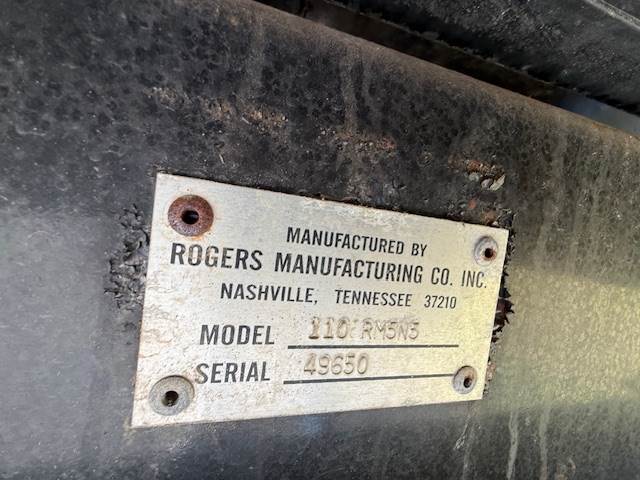 MANUFACTURED BY
ROGERS MANUFACTURING CO. INC.
NASHVILLE, TENNESSEE 37210
MODEL 110 RM5N5
SERIAL 49650